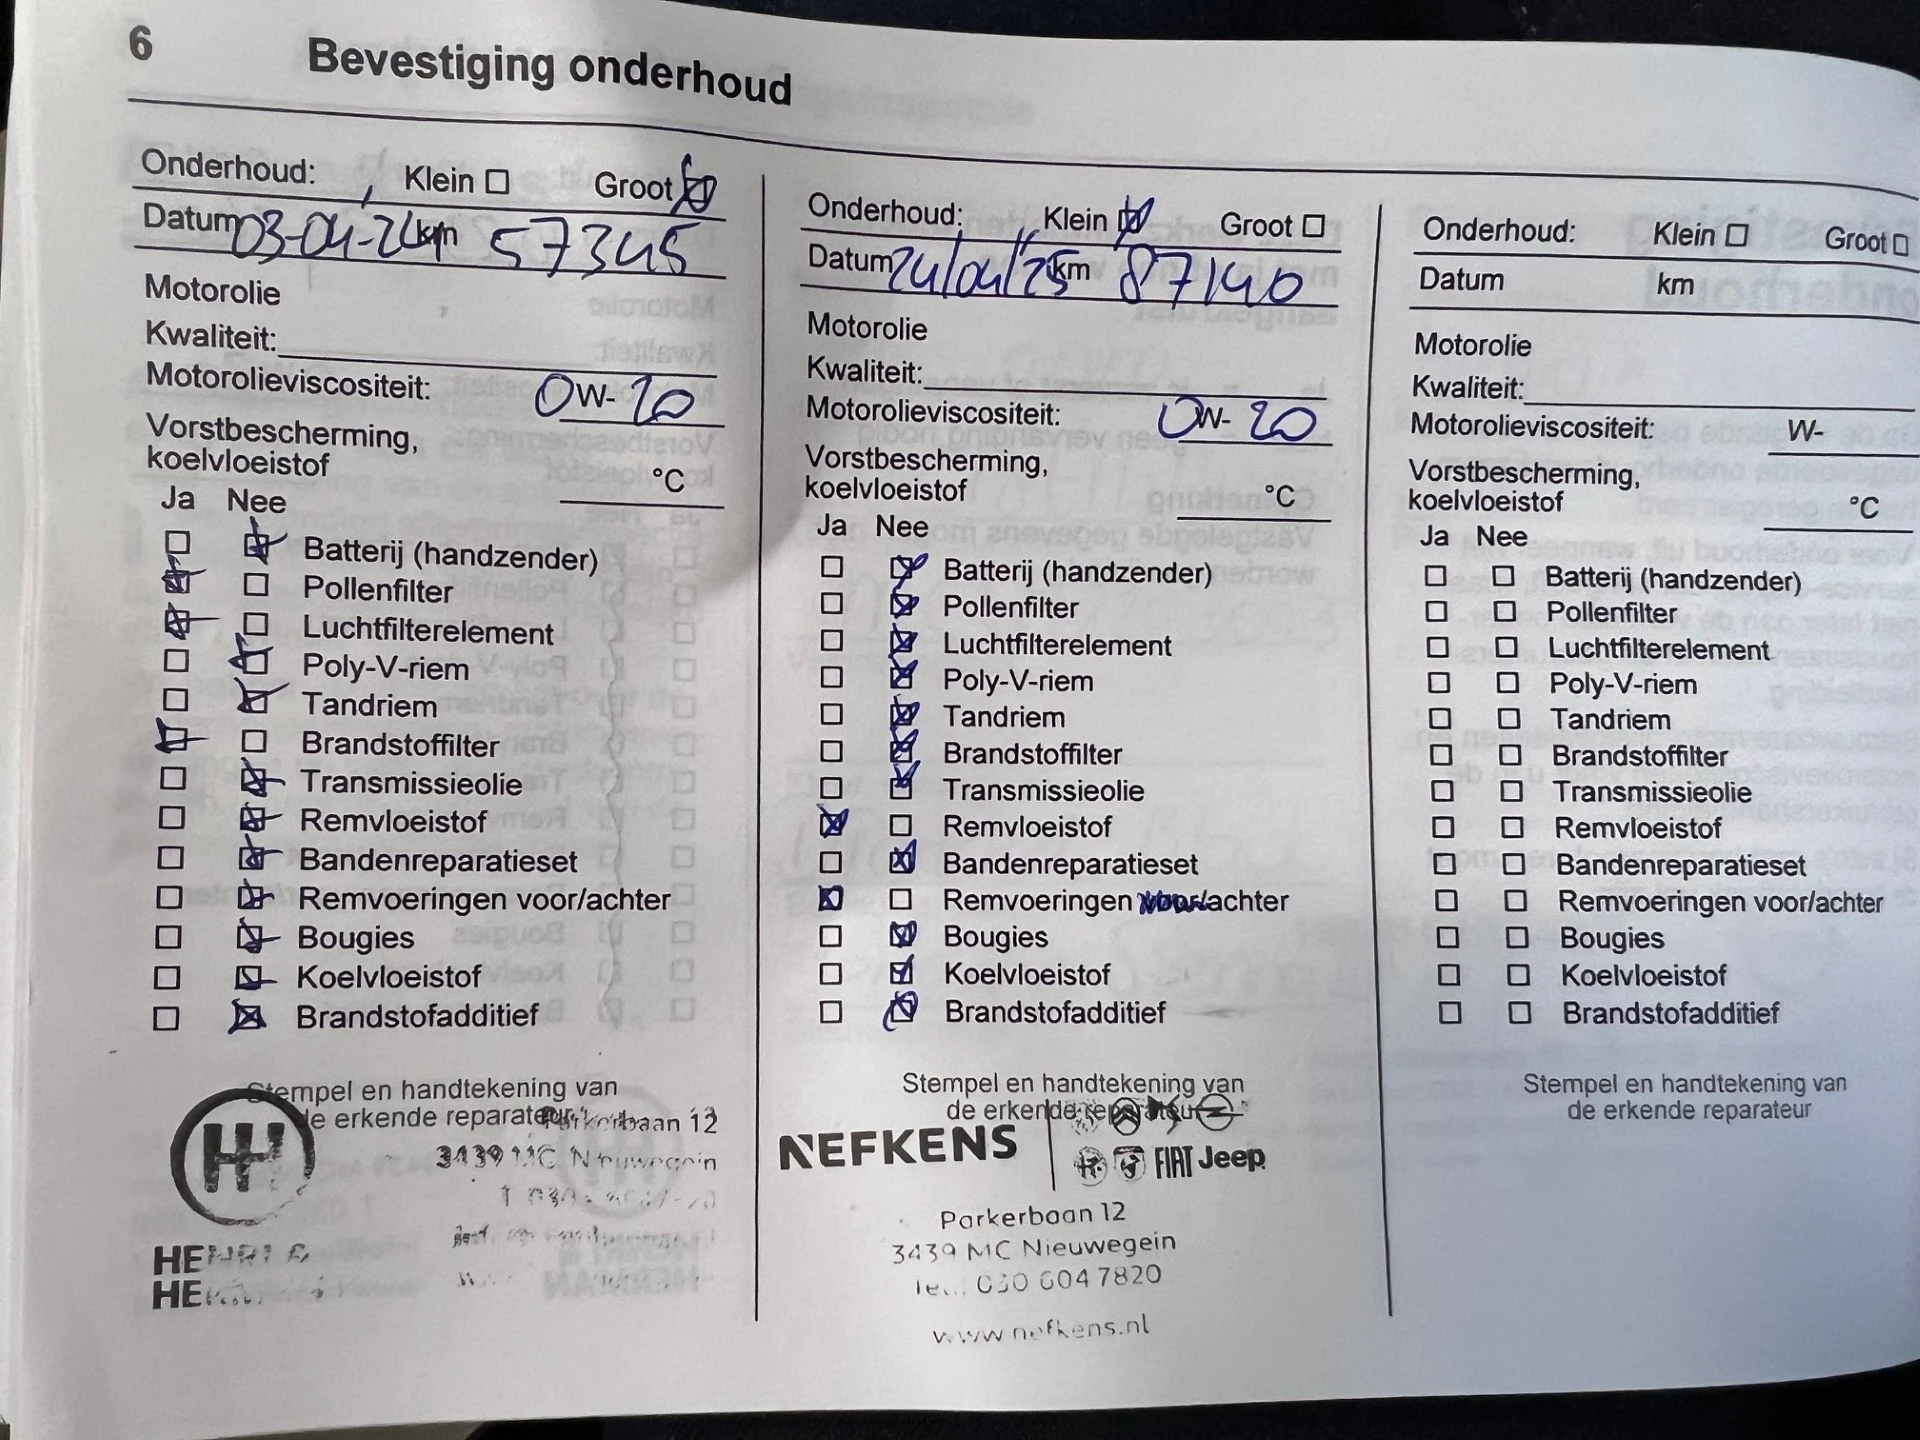 6 Bevestiging onderhoud
Onderhoud: Klein Groot
Datum 03-04-24 km 57345
Motorolie
Kwaliteit:
Motorolieviscositeit: 0W-20
Vorstbescherming,
koelvloeistof °C
Ja Nee
Batterij (handzender)
Pollenfilter
Luchtfilterelement
Poly-V-riem
Tandriem
Brandstoffilter
Transmissieolie
Remvloeistof
Bandenreparatieset
Remvoeringen voor/achter
Bougies
Koelvloeistof
Brandstofadditief
Stempel en handtekening van
de erkende reparateur
Parkerbaan 12
3439 MC Nieuwegein
Onderhoud: Klein Groot
Datum 24/04/25 km 87140
Motorolie
Kwaliteit:
Motorolieviscositeit: 0W-20
Vorstbescherming,
koelvloeistof °C
Ja Nee
Batterij (handzender)
Pollenfilter
Luchtfilterelement
Poly-V-riem
Tandriem
Brandstoffilter
Transmissieolie
Remvloeistof
Bandenreparatieset
Remvoeringen voor/achter
Bougies
Koelvloeistof
Brandstofadditief
Stempel en handtekening van
de erkende reparateur
NEFKENS
FIAT Jeep
Parkerbaan 12
3439 MC Nieuwegein
Tel. 030 604 7820
www.nefkens.nl
Onderhoud: Klein Groot
Datum km
Motorolie
Kwaliteit:
Motorolieviscositeit: W-
Vorstbescherming,
koelvloeistof °C
Ja Nee
Batterij (handzender)
Pollenfilter
Luchtfilterelement
Poly-V-riem
Tandriem
Brandstoffilter
Transmissieolie
Remvloeistof
Bandenreparatieset
Remvoeringen voor/achter
Bougies
Koelvloeistof
Brandstofadditief
Stempel en handtekening van
de erkende reparateur